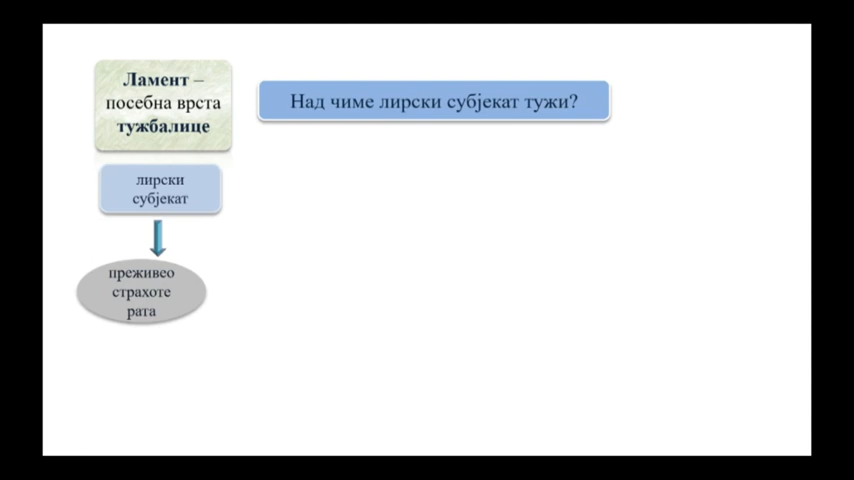 Ламент –
посебна врста
тужбалице
Над чиме лирски субјекат тужи?
лирски
субјекат
преживео
страхоте
рата